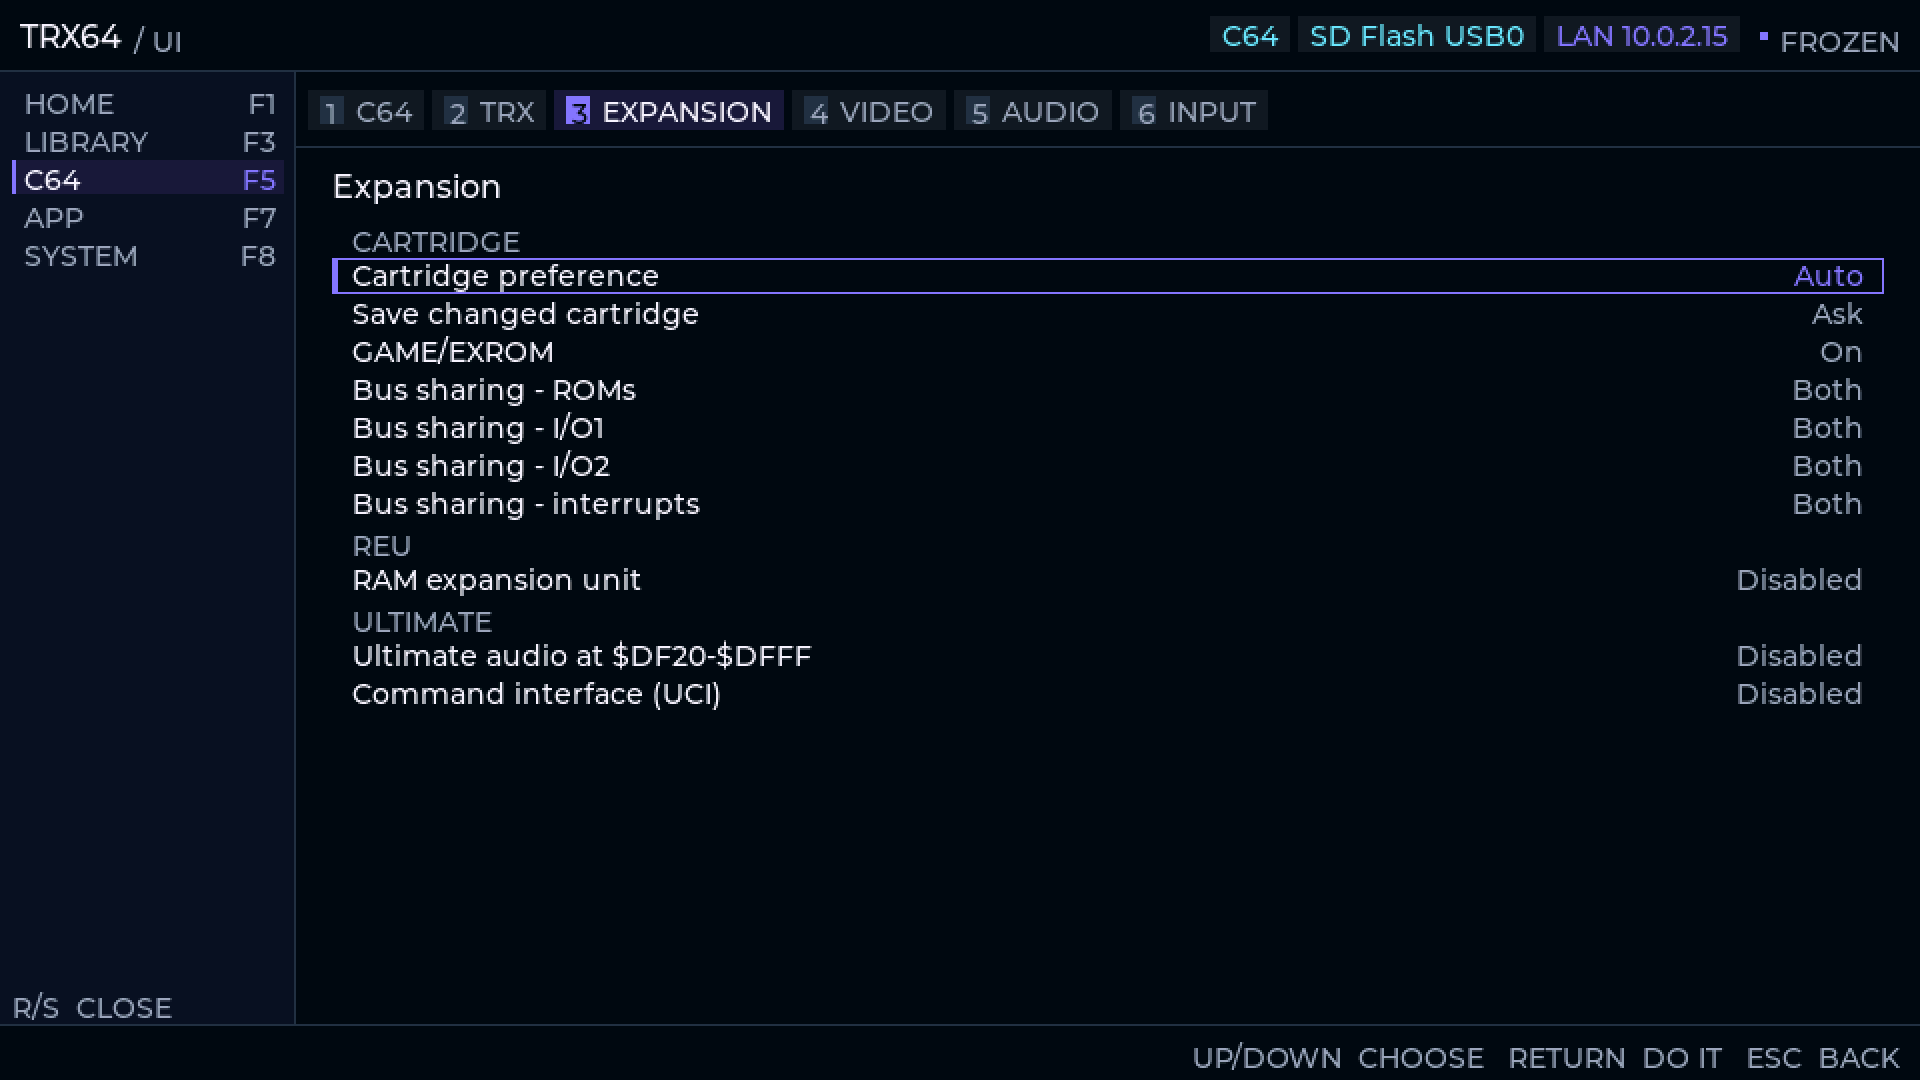 TRX64 / UI C64 SD Flash USB0 LAN 10.0.2.15 FROZEN
HOME F1
LIBRARY F3
C64 F5
APP F7
SYSTEM F8
1 C64 2 TRX 3 EXPANSION 4 VIDEO 5 AUDIO 6 INPUT
Expansion
CARTRIDGE
Cartridge preference Auto
Save changed cartridge Ask
GAME/EXROM On
Bus sharing - ROMs Both
Bus sharing - I/O1 Both
Bus sharing - I/O2 Both
Bus sharing - interrupts Both
REU
RAM expansion unit Disabled
ULTIMATE
Ultimate audio at $DF20-$DFFF Disabled
Command interface (UCI) Disabled
R/S CLOSE
UP/DOWN CHOOSE RETURN DO IT ESC BACK